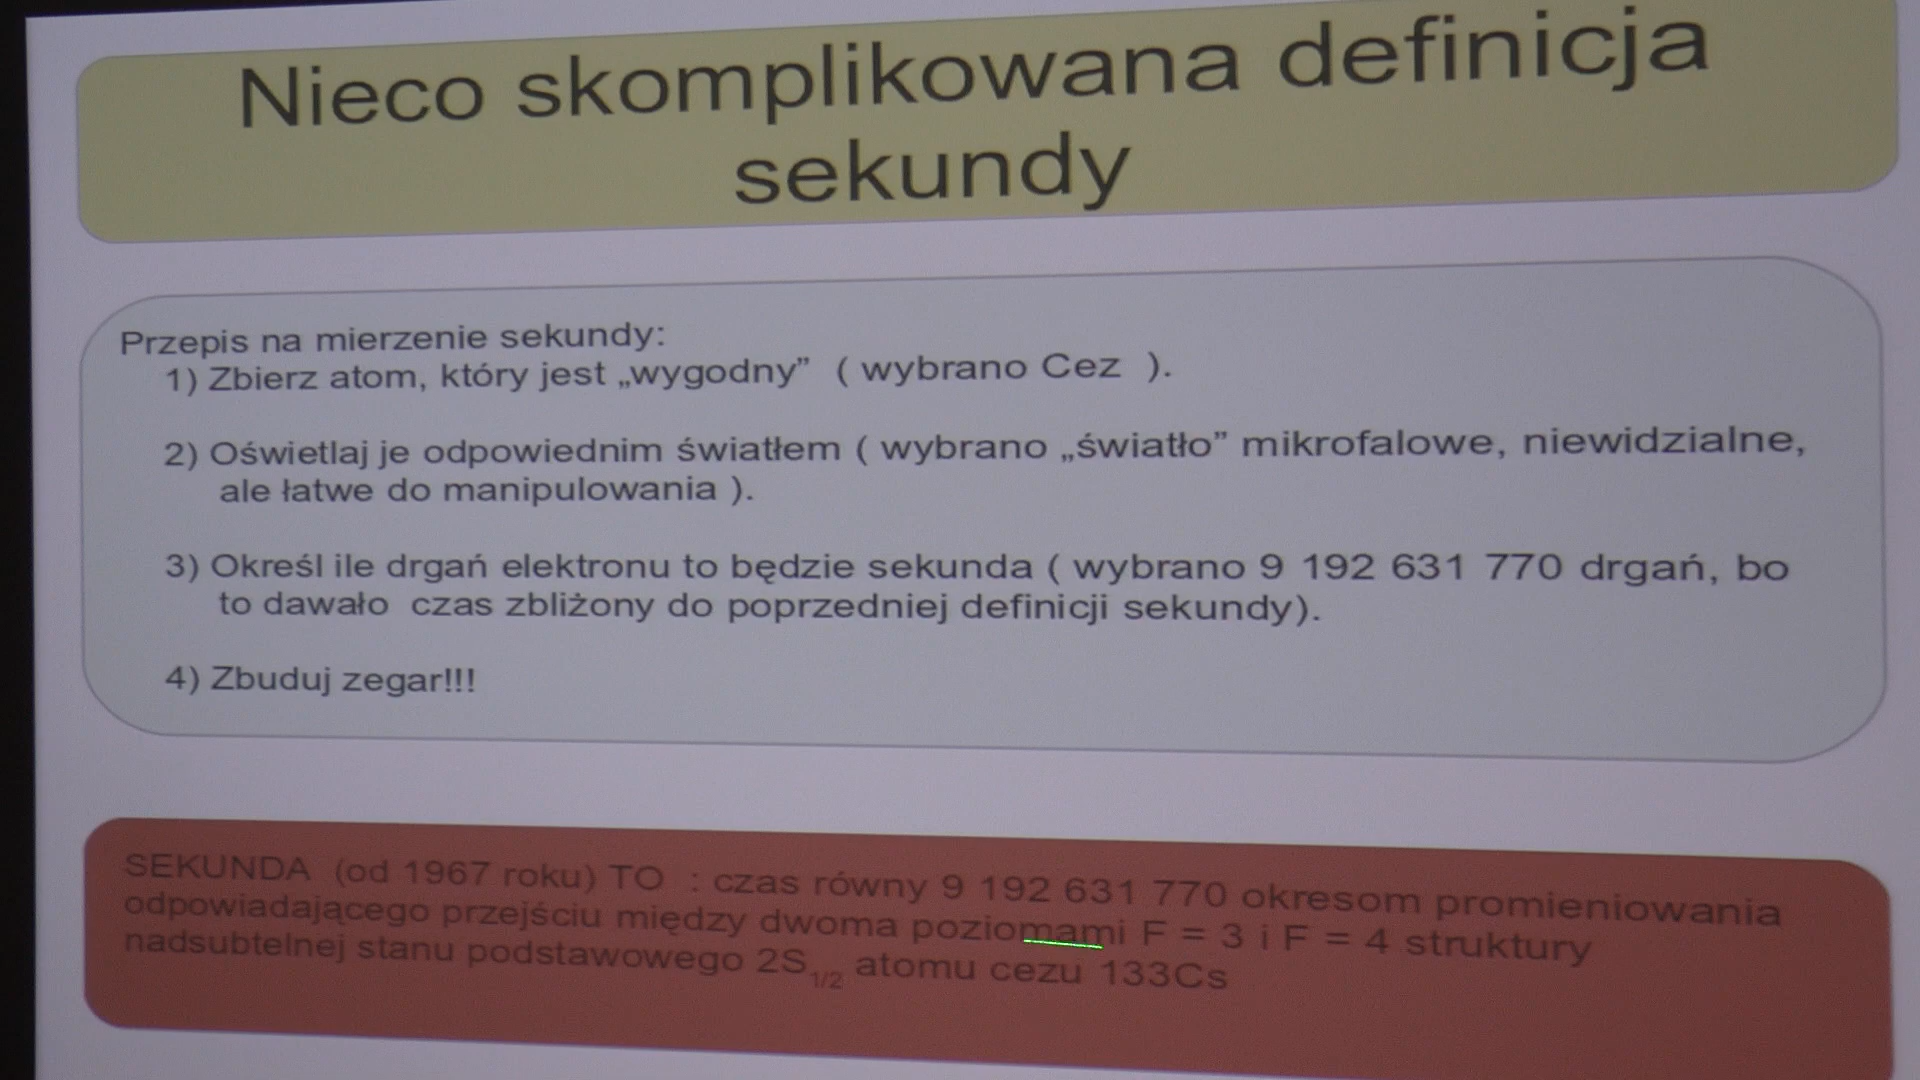 Nieco skomplikowana definicja
sekundy
Przepis na mierzenie sekundy:
1) Zbierz atom, który jest „wygodny” ( wybrano Cez ).
2) Oświetlaj je odpowiednim światłem ( wybrano „światło” mikrofalowe, niewidzialne,
ale łatwe do manipulowania ).
3) Określ ile drgań elektronu to będzie sekunda ( wybrano 9 192 631 770 drgań, bo
to dawało czas zbliżony do poprzedniej definicji sekundy).
4) Zbuduj zegar!!!
SEKUNDA (od 1967 roku) TO : czas równy 9 192 631 770 okresom promieniowania
odpowiadającego przejściu między dwoma poziomami F = 3 i F = 4 struktury
nadsubtelnej stanu podstawowego 2S1/2 atomu cezu 133Cs